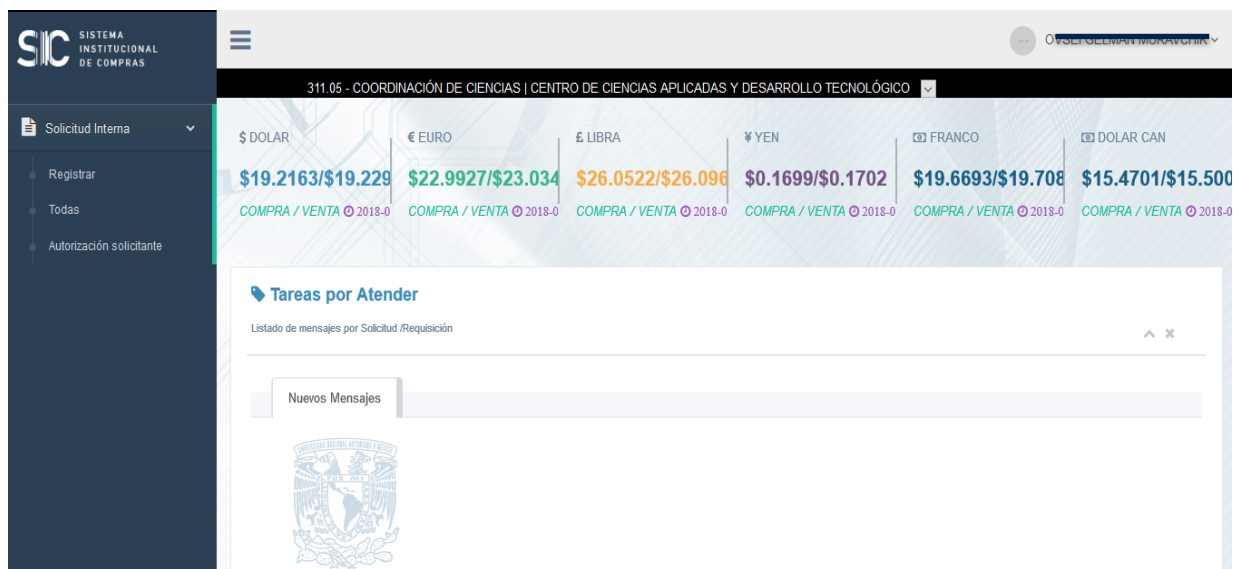 SIC SISTEMA
INSTITUCIONAL
DE COMPRAS
311.05 - COORDINACIÓN DE CIENCIAS | CENTRO DE CIENCIAS APLICADAS Y DESARROLLO TECNOLÓGICO
Solicitud Interna
Registrar
Todas
Autorización solicitante
$ DOLAR
$19.2163/$19.229
COMPRA / VENTA 2018-0
€ EURO
$22.9927/$23.034
COMPRA / VENTA 2018-0
£ LIBRA
$26.0522/$26.096
COMPRA / VENTA 2018-0
¥ YEN
$0.1699/$0.1702
COMPRA / VENTA 2018-0
FRANCO
$19.6693/$19.708
COMPRA / VENTA 2018-0
DOLAR CAN
$15.4701/$15.500
COMPRA / VENTA 2018-0
Tareas por Atender
Listado de mensajes por Solicitud /Requisición
Nuevos Mensajes
POR MI